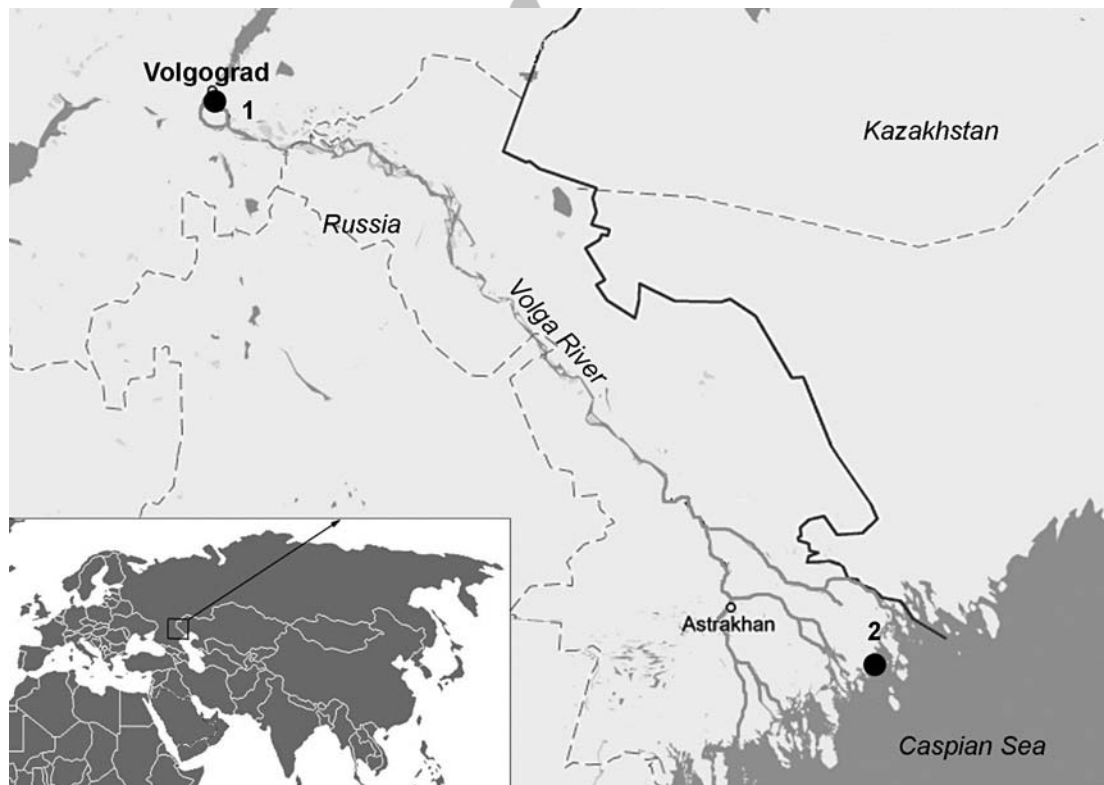 Volgograd
1
Kazakhstan
Russia
Volga River
Astrakhan
2
Caspian Sea